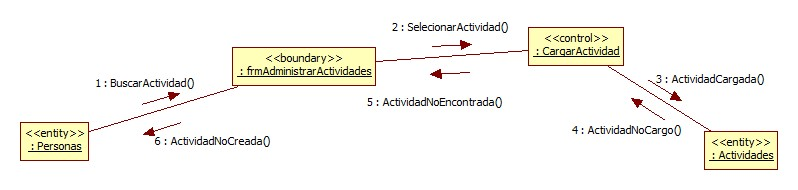 2 : SelecionarActividad()
<<control>>
: CargarActividad
<<boundary>>
: frmAdministrarActividades
1 : BuscarActividad()
3 : ActividadCargada()
5 : ActividadNoEncontrada()
4 : ActividadNoCargo()
<<entity>>
: Personas
6 : ActividadNoCreada()
<<entity>>
: Actividades